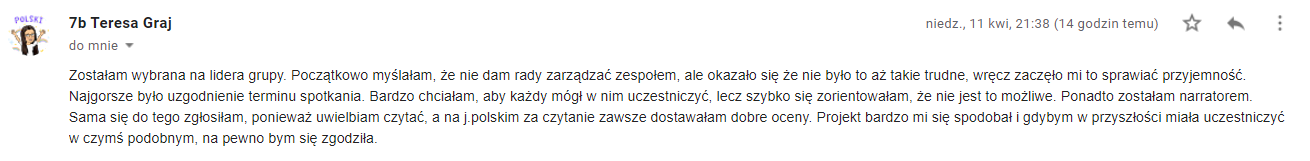 POLSKI
7b Teresa Graj
niedz., 11 kwi, 21:38 (14 godzin temu)
do mnie
Zostałam wybrana na lidera grupy. Początkowo myślałam, że nie dam rady zarządzać zespołem, ale okazało się że nie było to aż takie trudne, wręcz zaczęło mi to sprawiać przyjemność.
Najgorsze było uzgodnienie terminu spotkania. Bardzo chciałam, aby każdy mógł w nim uczestniczyć, lecz szybko się zorientowałam, że nie jest to możliwe. Ponadto zostałam narratorem.
Sama się do tego zgłosiłam, ponieważ uwielbiam czytać, a na j.polskim za czytanie zawsze dostawałam dobre oceny. Projekt bardzo mi się spodobał i gdybym w przyszłości miała uczestniczyć
w czymś podobnym, na pewno bym się zgodziła.